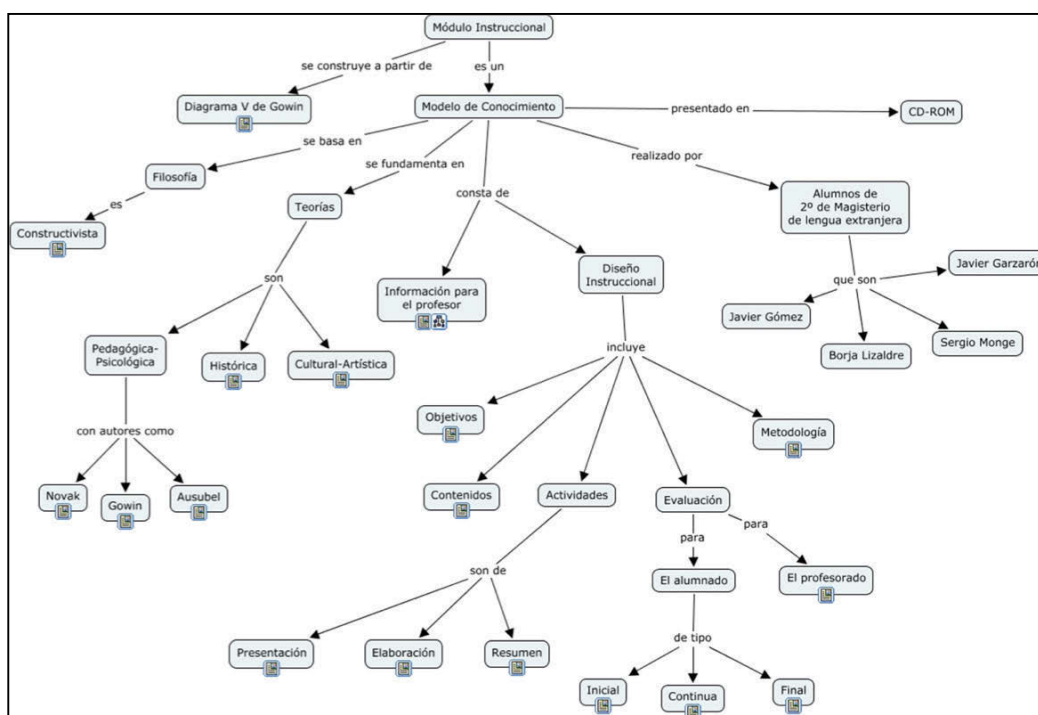 Módulo Instruccional
se construye a partir de
es un
Diagrama V de Gowin
Modelo de Conocimiento
presentado en
CD-ROM
se basa en
se fundamenta en
realizado por
Filosofía
consta de
Alumnos de
2º de Magisterio
de lengua extranjera
es
Teorías
Constructivista
Diseño
Instruccional
Javier Garzarón
son
que son
Información para
el profesor
Javier Gómez
Pedagógica-
Psicológica
Histórica
Cultural-Artística
incluye
Borja Lizaldre
Sergio Monge
Objetivos
Metodología
con autores como
Novak
Gowin
Ausubel
Contenidos
Actividades
Evaluación
para
para
son de
El alumnado
El profesorado
Presentación
Elaboración
Resumen
de tipo
Inicial
Continua
Final